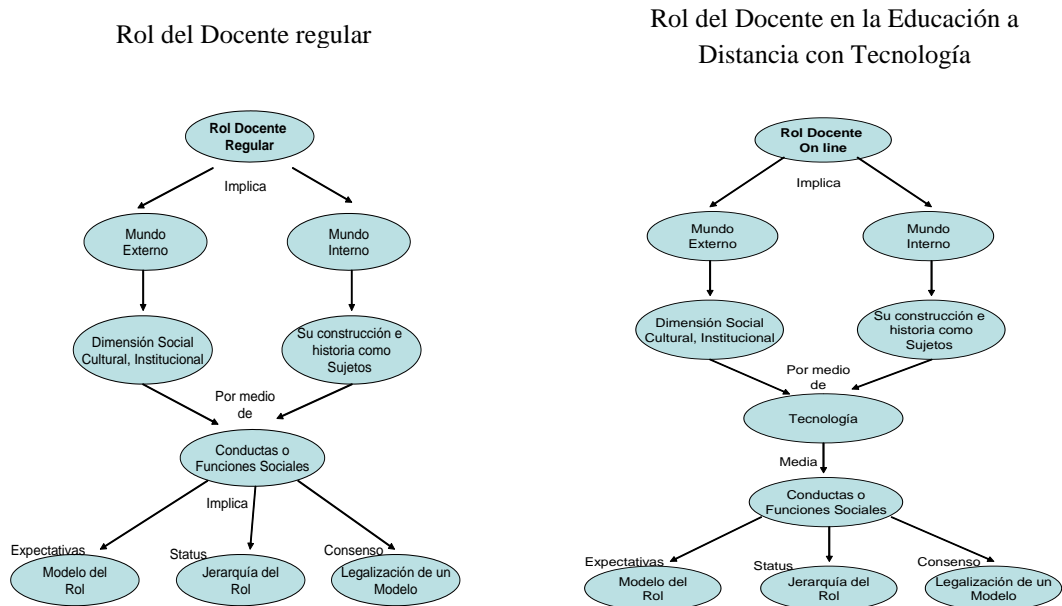 Rol del Docente regular
Rol Docente
Regular
Implica
Mundo
Externo
Mundo
Interno
Dimensión Social
Cultural, Institucional
Su construcción e
historia como
Sujetos
Por medio
de
Conductas o
Funciones Sociales
Implica
Expectativas
Status
Consenso
Modelo del
Rol
Jerarquía del
Rol
Legalización de un
Modelo
Rol del Docente en la Educación a
Distancia con Tecnología
Rol Docente
On line
Implica
Mundo
Externo
Mundo
Interno
Dimensión Social
Cultural, Institucional
Su construcción e
historia como
Sujetos
Por medio
de
Tecnología
Media
Conductas o
Funciones Sociales
Expectativas
Status
Consenso
Modelo del
Rol
Jerarquía del
Rol
Legalización de un
Modelo